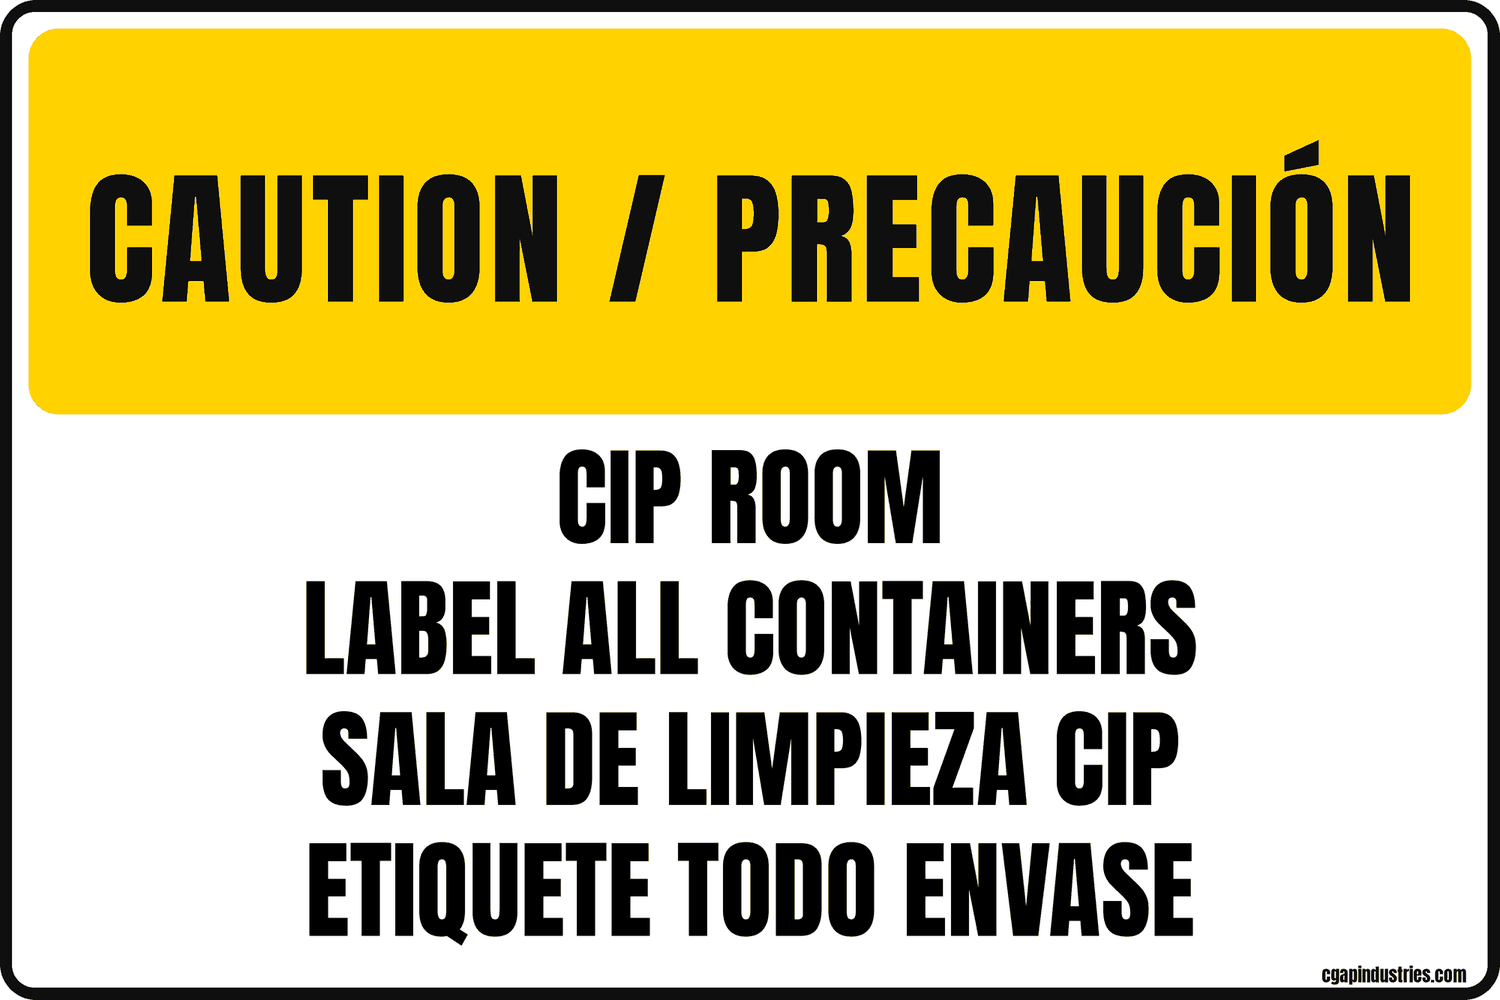 CAUTION / PRECAUCIÓN
CIP ROOM
LABEL ALL CONTAINERS
SALA DE LIMPIEZA CIP
ETIQUETE TODO ENVASE
cgapindustries.com